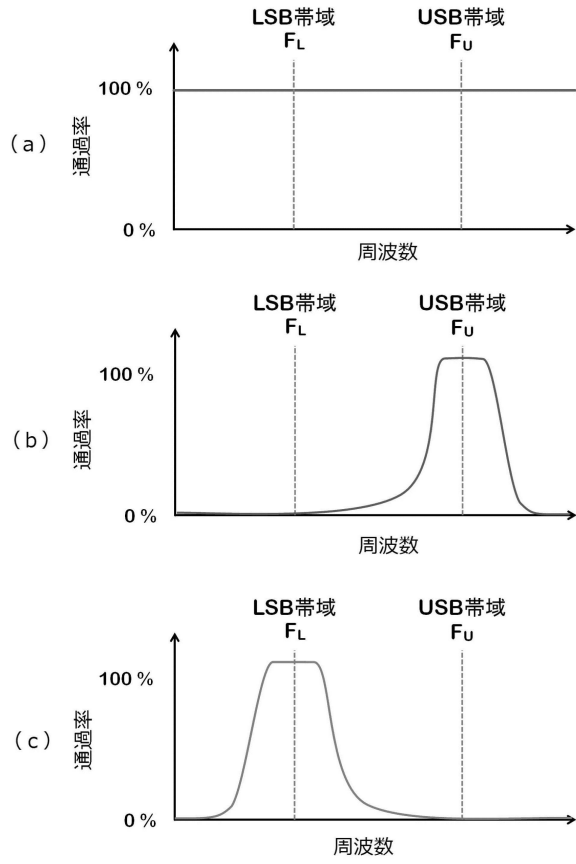 LSB帯域 USB帯域
FL FU
100 %
(a)
通過率
0 %
周波数
LSB帯域 USB帯域
FL FU
100 %
(b)
通過率
0 %
周波数
LSB帯域 USB帯域
FL FU
100 %
(c)
通過率
0 %
周波数